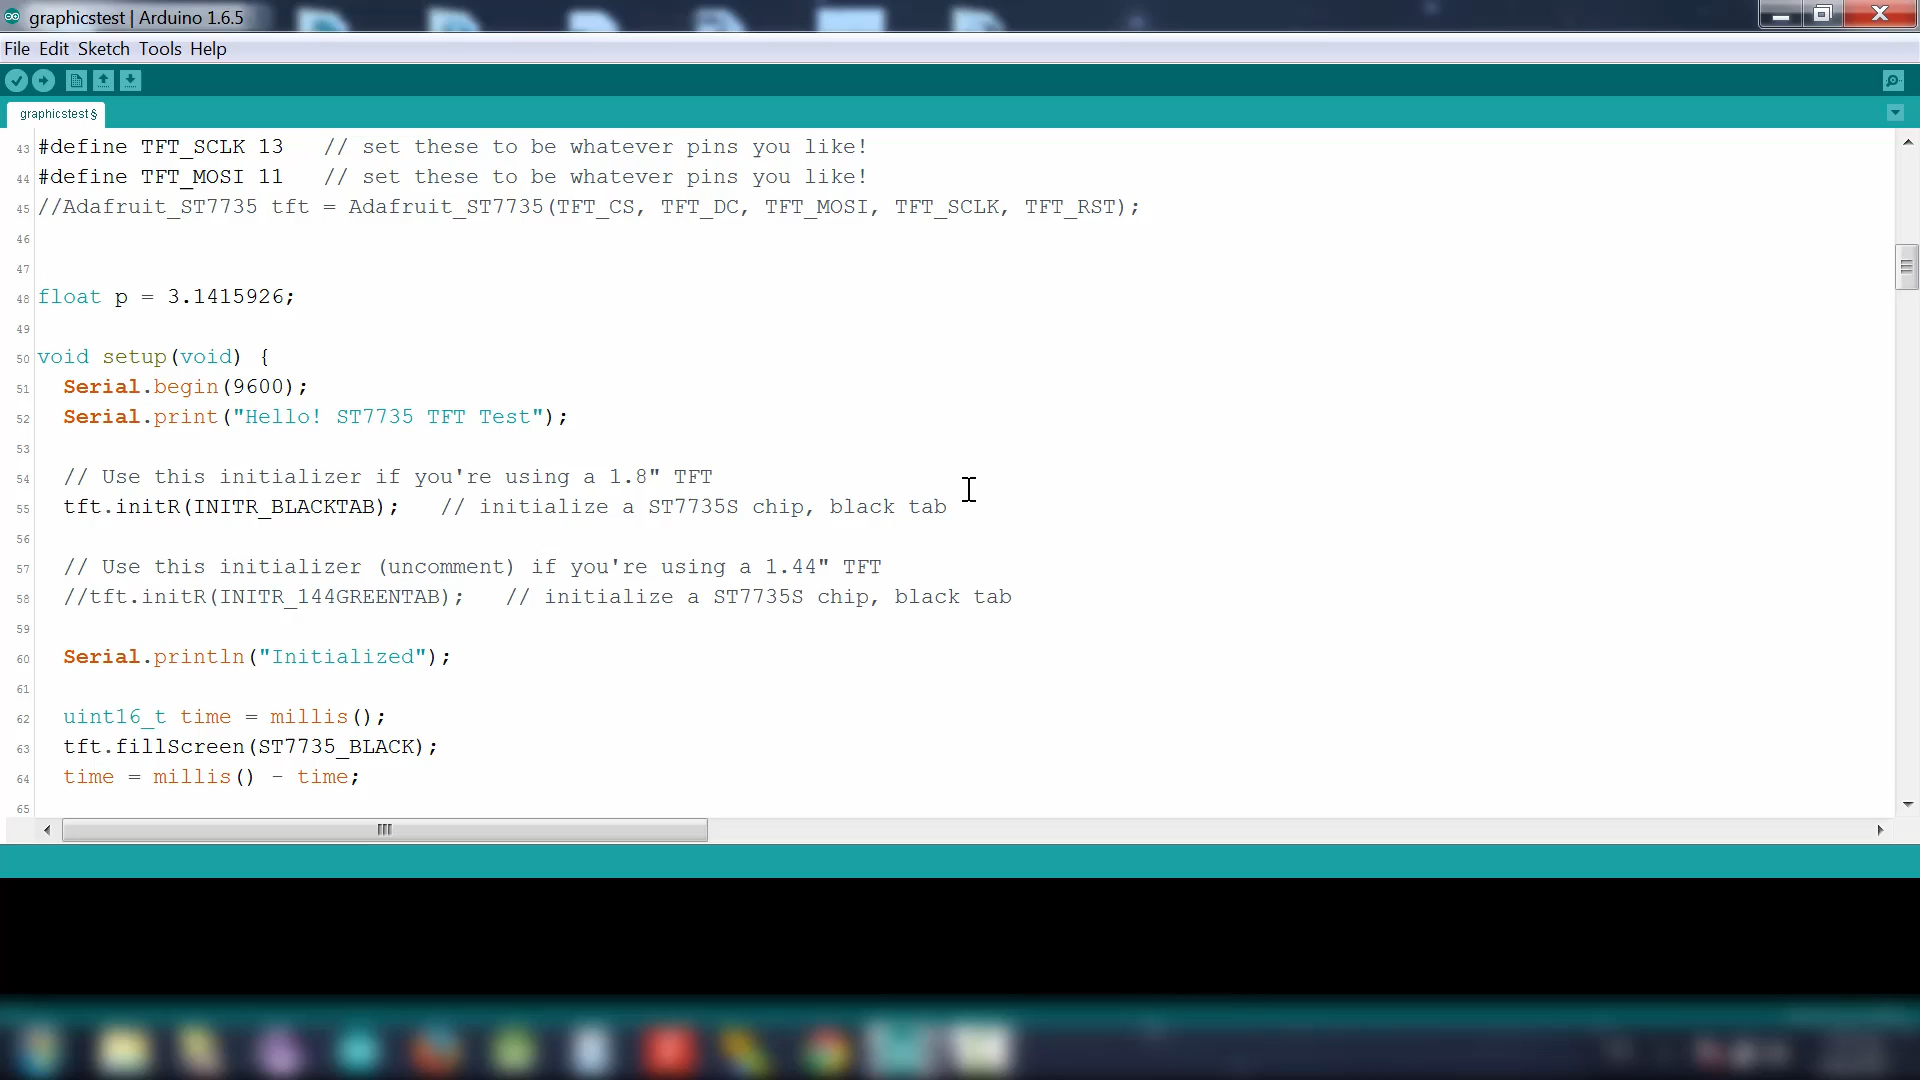 graphicstest | Arduino 1.6.5
File Edit Sketch Tools Help
graphicstest §
43 #define TFT_SCLK 13   // set these to be whatever pins you like!
44 #define TFT_MOSI 11   // set these to be whatever pins you like!
45 //Adafruit_ST7735 tft = Adafruit_ST7735(TFT_CS, TFT_DC, TFT_MOSI, TFT_SCLK, TFT_RST);
46
47
48 float p = 3.1415926;
49
50 void setup(void) {
51   Serial.begin(9600);
52   Serial.print("Hello! ST7735 TFT Test");
53
54   // Use this initializer if you're using a 1.8" TFT
55   tft.initR(INITR_BLACKTAB);   // initialize a ST7735S chip, black tab
56
57   // Use this initializer (uncomment) if you're using a 1.44" TFT
58   //tft.initR(INITR_144GREENTAB);   // initialize a ST7735S chip, black tab
59
60   Serial.println("Initialized");
61
62   uint16_t time = millis();
63   tft.fillScreen(ST7735_BLACK);
64   time = millis() - time;
65